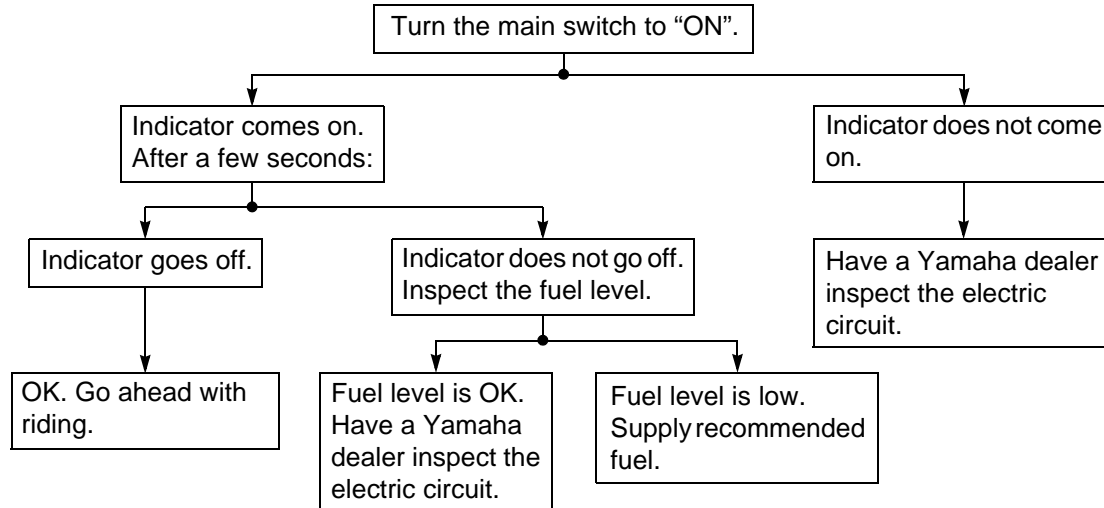 Turn the main switch to “ON”.
Indicator comes on.
After a few seconds:
Indicator does not come
on.
Indicator goes off.
Indicator does not go off.
Inspect the fuel level.
Have a Yamaha dealer
inspect the electric
circuit.
OK. Go ahead with
riding.
Fuel level is OK.
Have a Yamaha
dealer inspect the
electric circuit.
Fuel level is low.
Supply recommended
fuel.